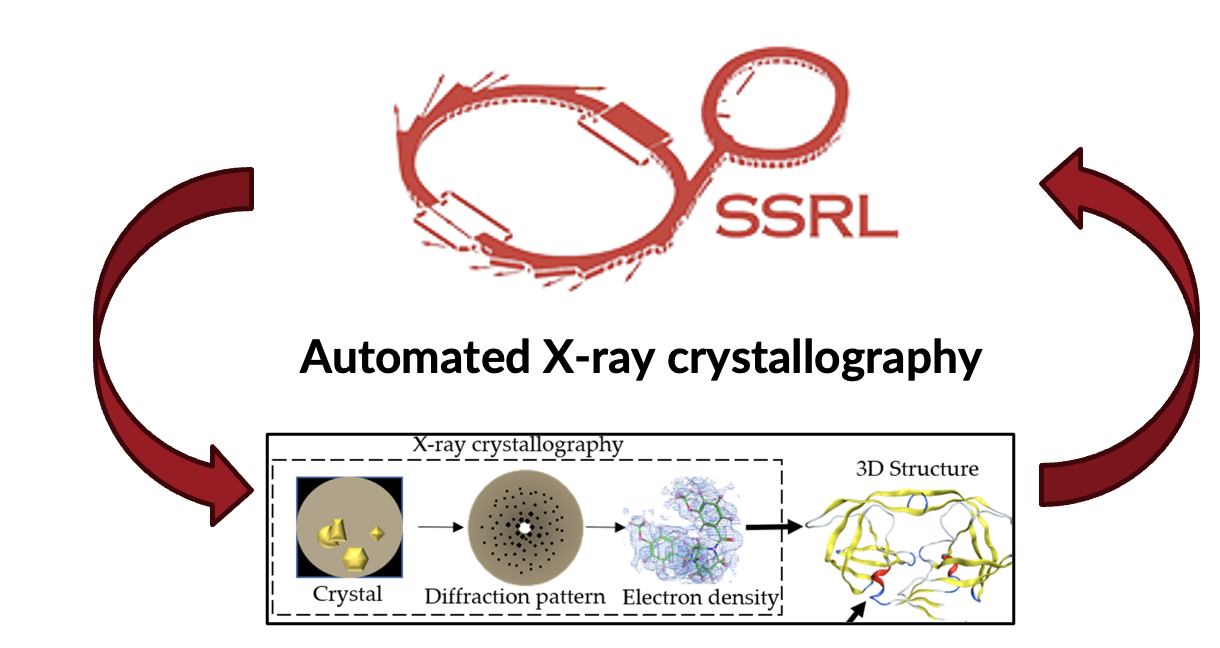 SSRL
Automated X-ray crystallography
X-ray crystallography
3D Structure
Crystal
Diffraction pattern
Electron density